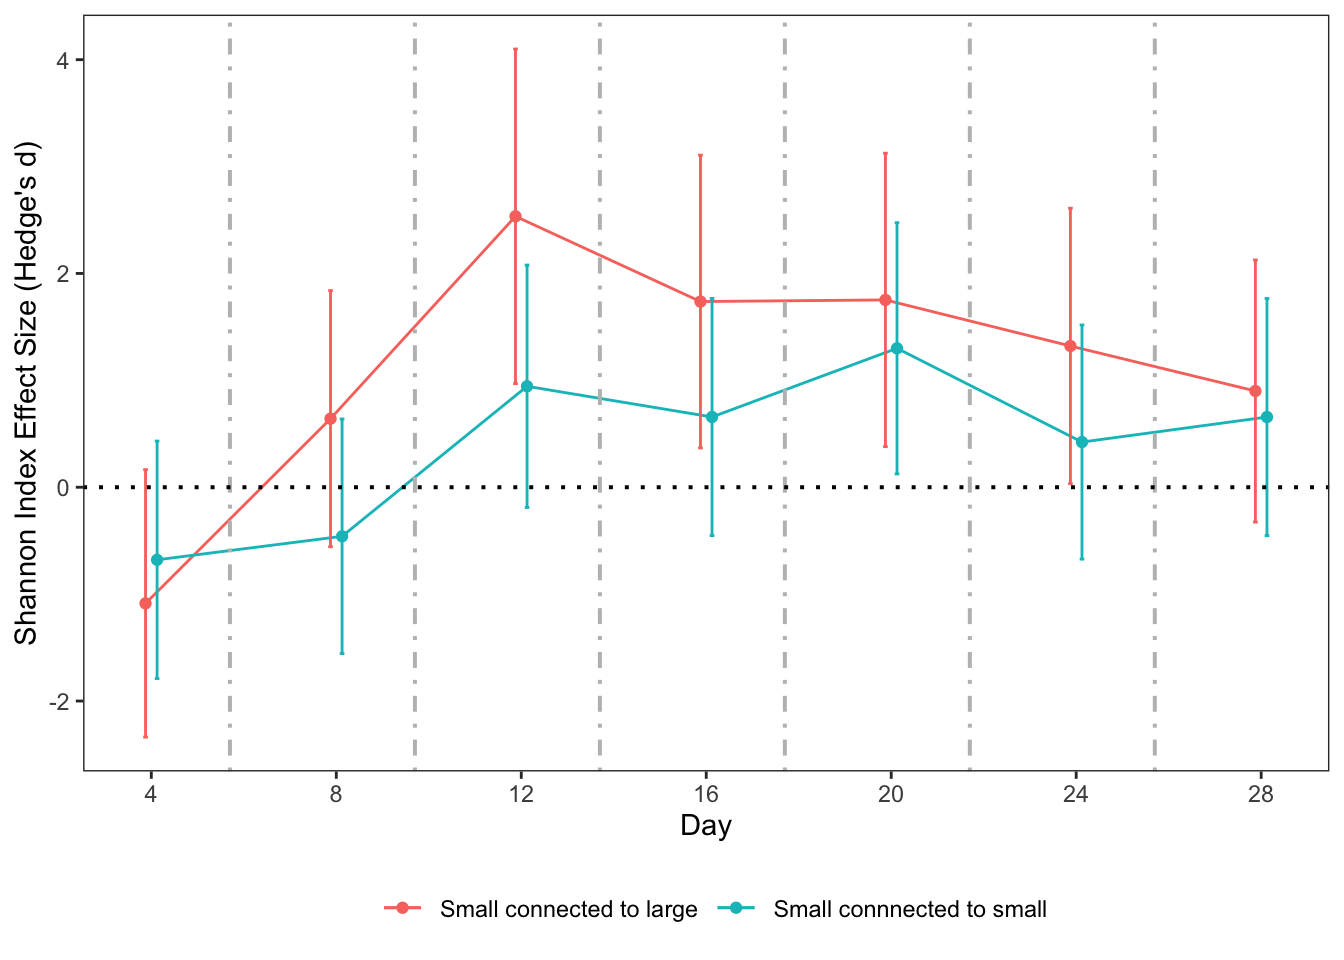 Shannon Index Effect Size (Hedge's d)
4
2
0
-2
4 8 12 16 20 24 28
Day
Small connected to large Small connnected to small